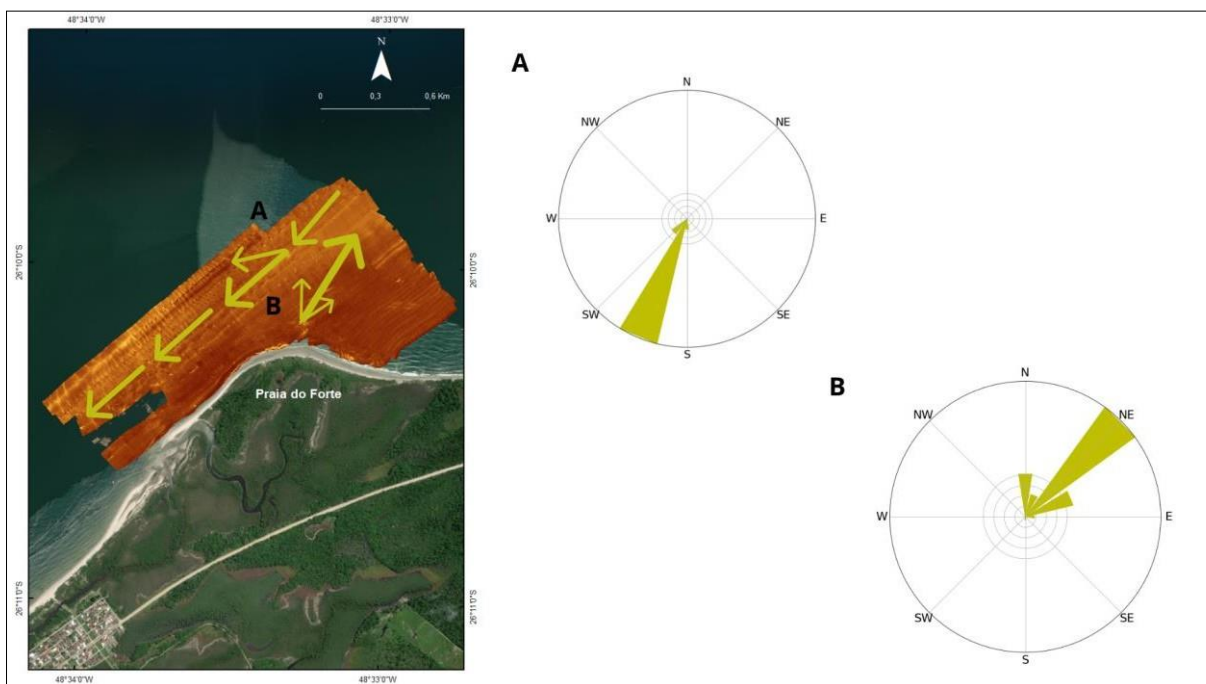 48°34'0"W
48°33'0"W
N
0
0,3
0,6 Km
A
B
26°10'0"S
26°10'0"S
Praia do Forte
26°11'0"S
26°11'0"S
48°34'0"W
48°33'0"W
A
N
NW
NE
W
E
SW
SE
S
B
N
NW
NE
W
E
SW
SE
S